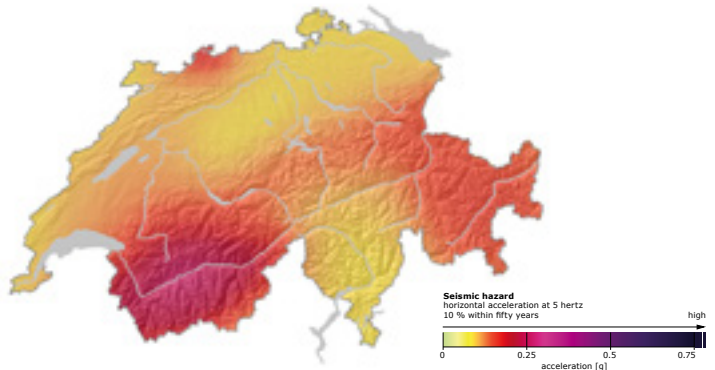 Seismic hazard
horizontal acceleration at 5 hertz
10 % within fifty years
high
0
0.25
0.5
0.75
acceleration [g]